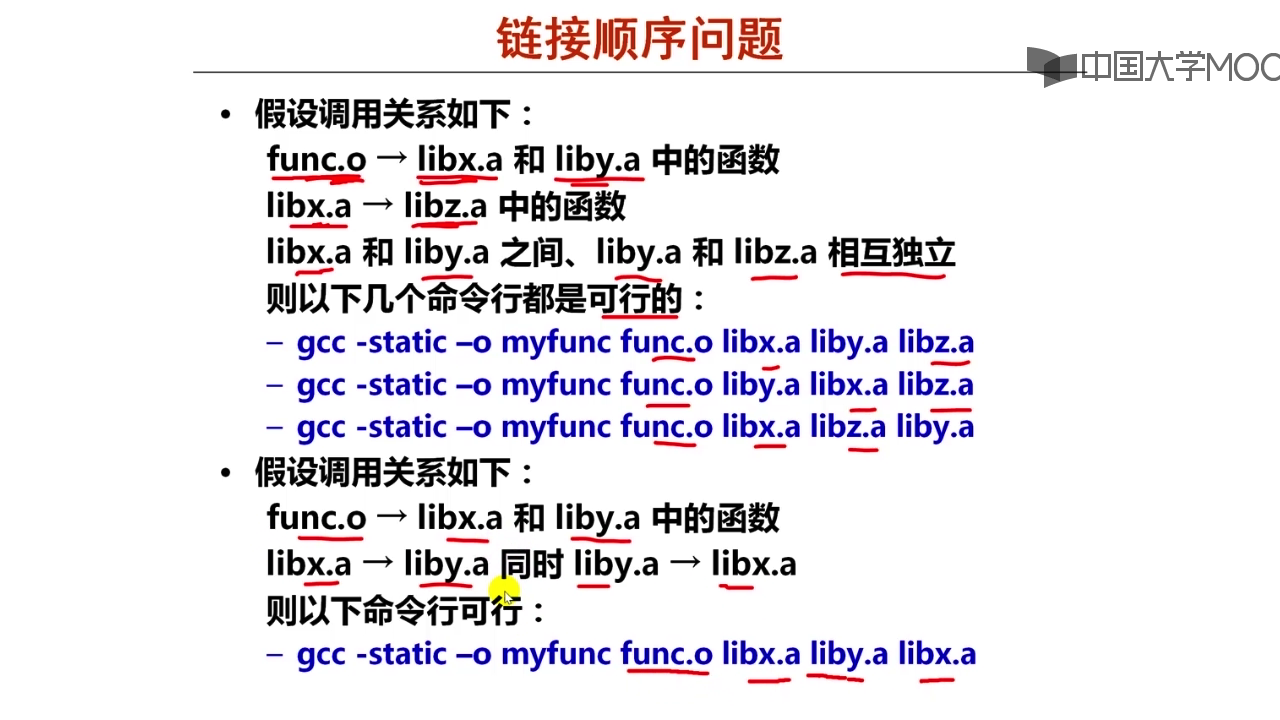 链接顺序问题
中国大学MOO
• 假设调用关系如下：
func.o → libx.a 和 liby.a 中的函数
libx.a → libz.a 中的函数
libx.a 和 liby.a 之间、liby.a 和 libz.a 相互独立
则以下几个命令行都是可行的：
– gcc -static –o myfunc func.o libx.a liby.a libz.a
– gcc -static –o myfunc func.o liby.a libx.a libz.a
– gcc -static –o myfunc func.o libx.a libz.a liby.a
• 假设调用关系如下：
func.o → libx.a 和 liby.a 中的函数
libx.a → liby.a 同时 liby.a → libx.a
则以下命令行可行：
– gcc -static –o myfunc func.o libx.a liby.a libx.a